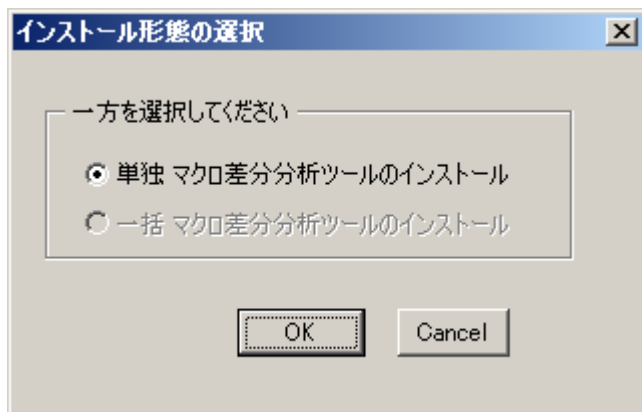 インストール形態の選択
一方を選択してください
単独 マクロ差分分析ツールのインストール
一括 マクロ差分分析ツールのインストール
OK Cancel